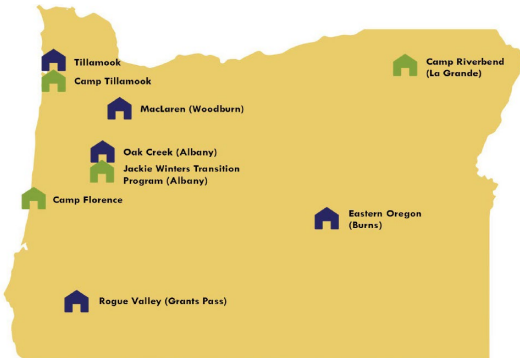 Tillamook
Camp Tillamook
Camp Riverbend
(La Grande)
MacLaren (Woodburn)
Oak Creek (Albany)
Jackie Winters Transition
Program (Albany)
Camp Florence
Eastern Oregon
(Burns)
Rogue Valley (Grants Pass)